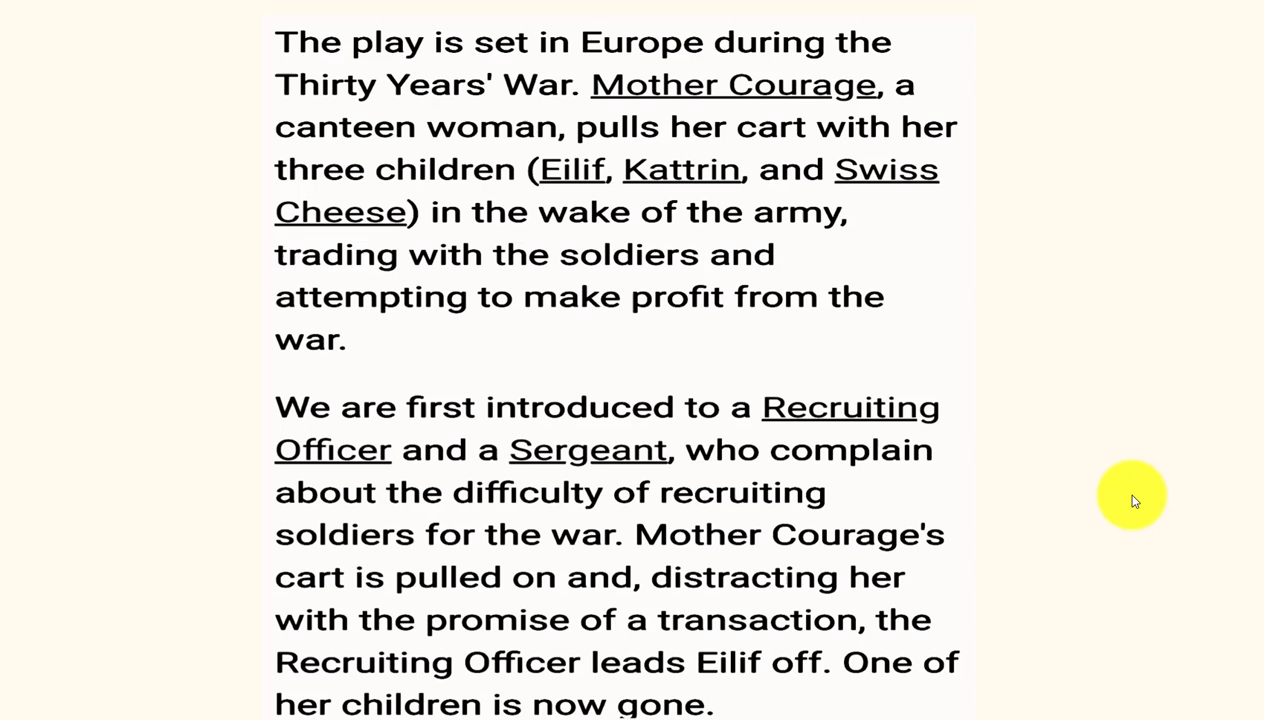 The play is set in Europe during the
Thirty Years' War. Mother Courage, a
canteen woman, pulls her cart with her
three children (Eilif, Kattrin, and Swiss
Cheese) in the wake of the army,
trading with the soldiers and
attempting to make profit from the
war.
We are first introduced to a Recruiting
Officer and a Sergeant, who complain
about the difficulty of recruiting
soldiers for the war. Mother Courage's
cart is pulled on and, distracting her
with the promise of a transaction, the
Recruiting Officer leads Eilif off. One of
her children is now gone.